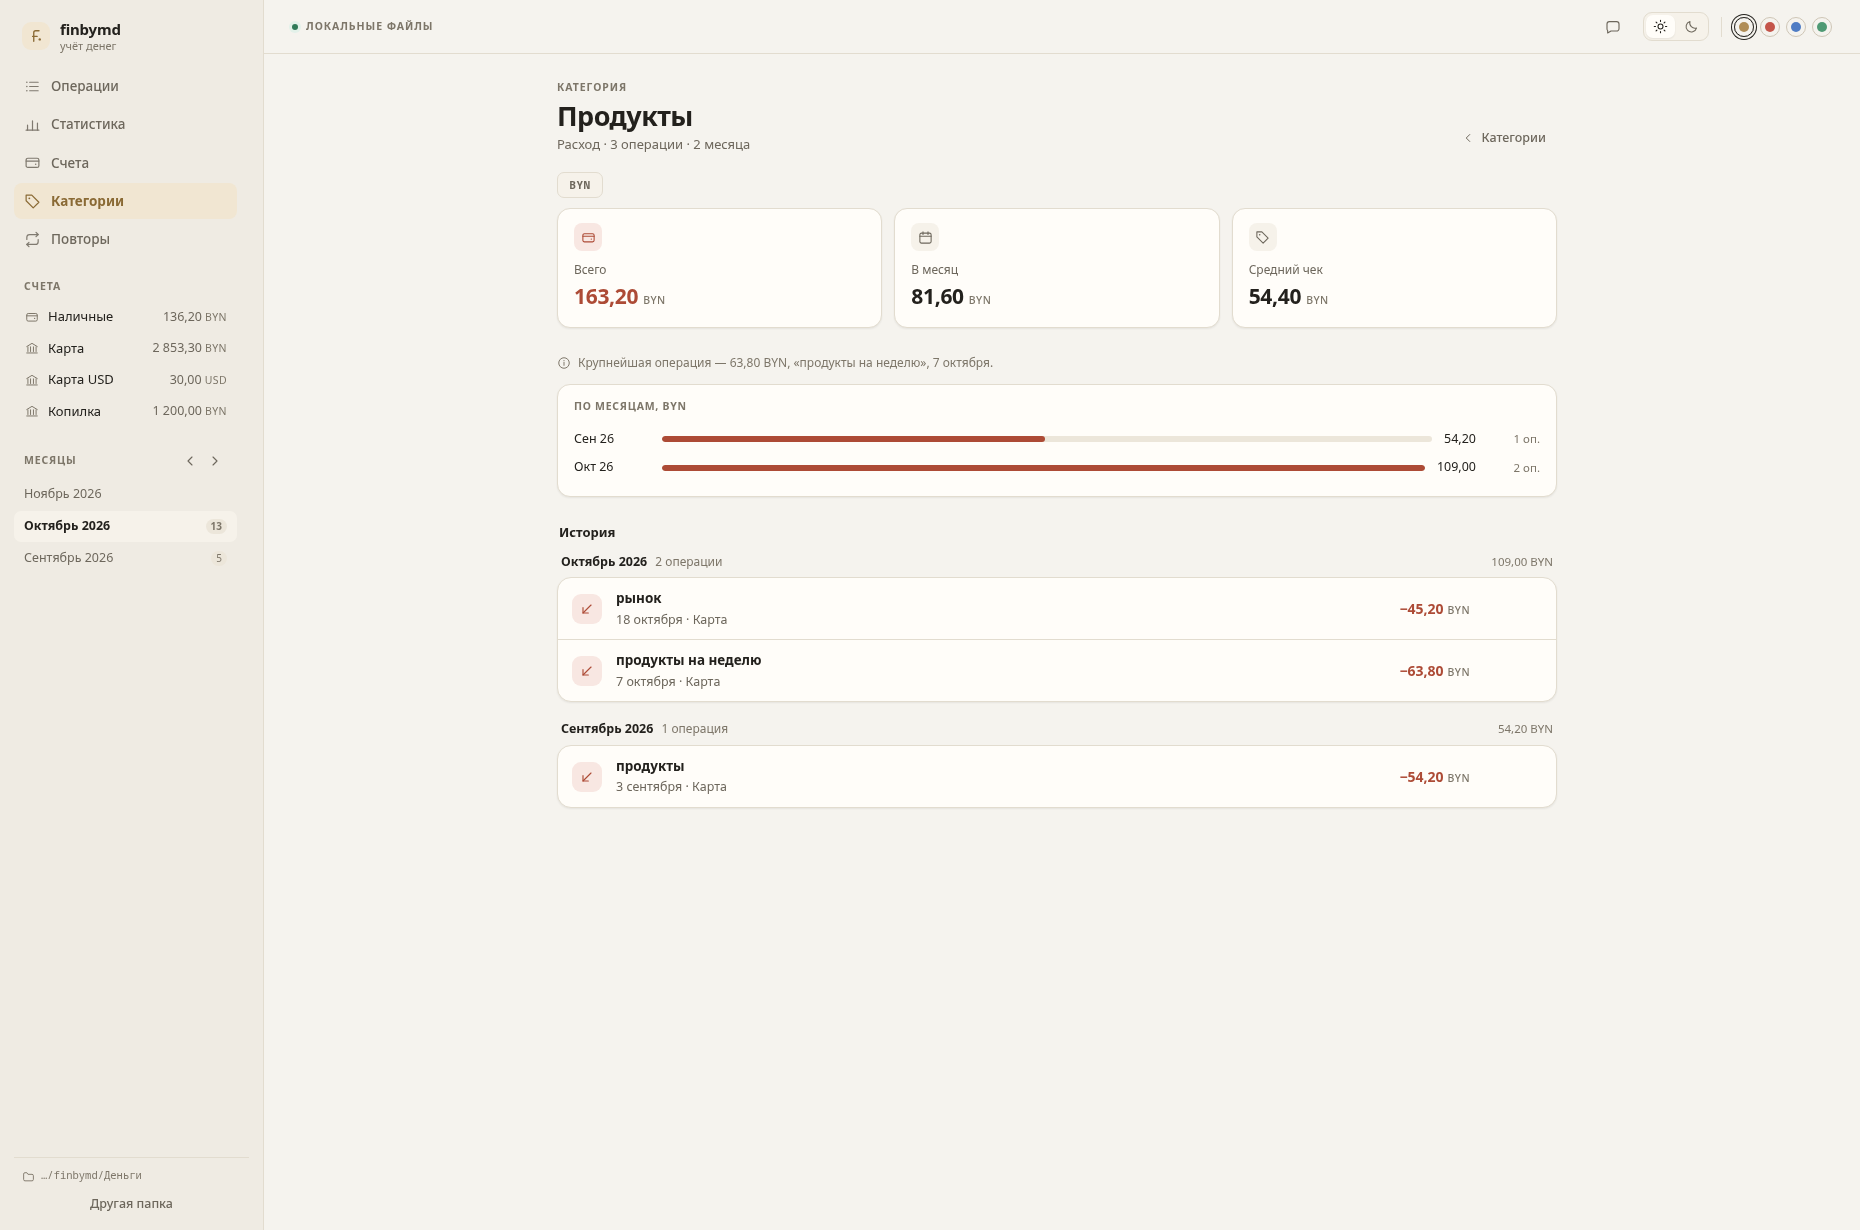 finbymd
учёт денег
Операции
Статистика
Счета
Категории
Повторы
СЧЕТА
Наличные 136,20 BYN
Карта 2 853,30 BYN
Карта USD 30,00 USD
Копилка 1 200,00 BYN
МЕСЯЦЫ
Ноябрь 2026
Октябрь 2026 13
Сентябрь 2026 5
…/finbymd/Деньги
Другая папка
ЛОКАЛЬНЫЕ ФАЙЛЫ
КАТЕГОРИЯ
Продукты
Расход · 3 операции · 2 месяца
Категории
BYN
Всего
163,20 BYN
В месяц
81,60 BYN
Средний чек
54,40 BYN
Крупнейшая операция — 63,80 BYN, «продукты на неделю», 7 октября.
ПО МЕСЯЦАМ, BYN
Сен 26 54,20 1 оп.
Окт 26 109,00 2 оп.
История
Октябрь 2026 2 операции 109,00 BYN
рынок
18 октября · Карта
−45,20 BYN
продукты на неделю
7 октября · Карта
−63,80 BYN
Сентябрь 2026 1 операция 54,20 BYN
продукты
3 сентября · Карта
−54,20 BYN